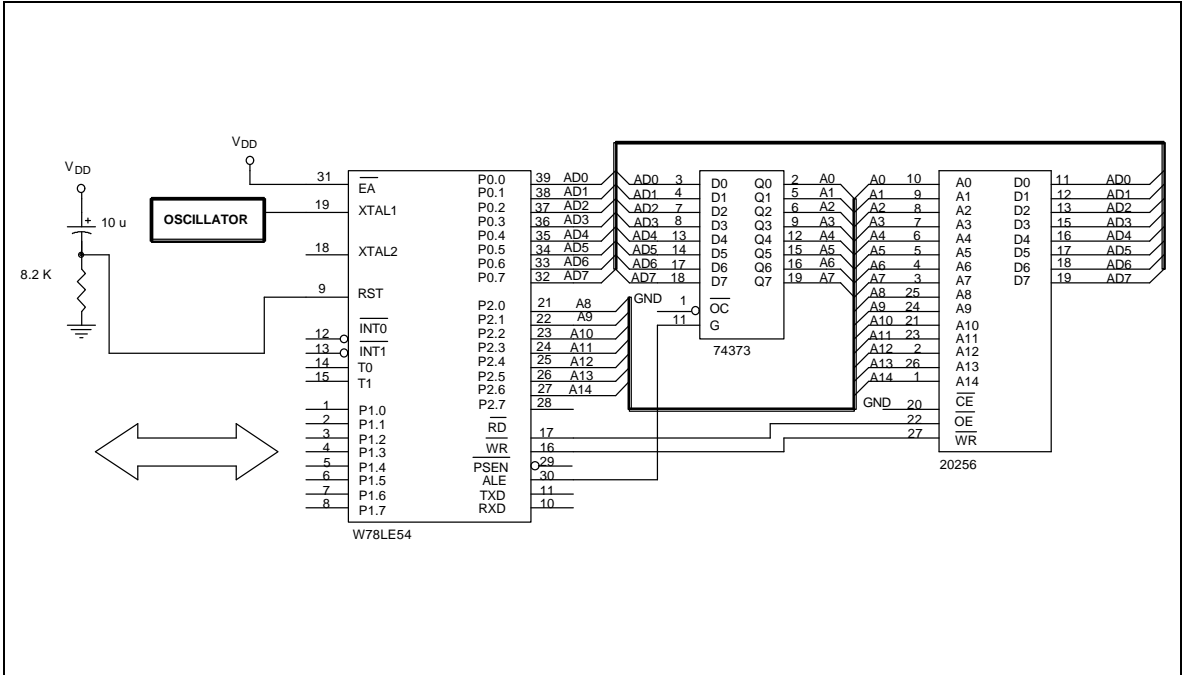 VDD
10 u
8.2 K
VDD
OSCILLATOR
31 EA
19 XTAL1
18 XTAL2
9 RST
12 INT0
13 INT1
14 T0
15 T1
1 P1.0
2 P1.1
3 P1.2
4 P1.3
5 P1.4
6 P1.5
7 P1.6
8 P1.7
P0.0 39 AD0
P0.1 38 AD1
P0.2 37 AD2
P0.3 36 AD3
P0.4 35 AD4
P0.5 34 AD5
P0.6 33 AD6
P0.7 32 AD7
P2.0 21 A8
P2.1 22 A9
P2.2 23 A10
P2.3 24 A11
P2.4 25 A12
P2.5 26 A13
P2.6 27 A14
P2.7 28
RD 17
WR 16
PSEN 29
ALE 30
TXD 11
RXD 10
W78LE54
AD0 3 D0 Q0 2 A0
AD1 4 D1 Q1 5 A1
AD2 7 D2 Q2 6 A2
AD3 8 D3 Q3 9 A3
AD4 13 D4 Q4 12 A4
AD5 14 D5 Q5 15 A5
AD6 17 D6 Q6 16 A6
AD7 18 D7 Q7 19 A7
GND 1 OC
11 G
74373
A0 10 A0 D0 11 AD0
A1 9 A1 D1 12 AD1
A2 8 A2 D2 13 AD2
A3 7 A3 D3 15 AD3
A4 6 A4 D4 16 AD4
A5 5 A5 D5 17 AD5
A6 4 A6 D6 18 AD6
A7 3 A7 D7 19 AD7
A8 25 A8
A9 24 A9
A10 21 A10
A11 23 A11
A12 2 A12
A13 26 A13
A14 1 A14
GND 20 CE
22 OE
27 WR
20256